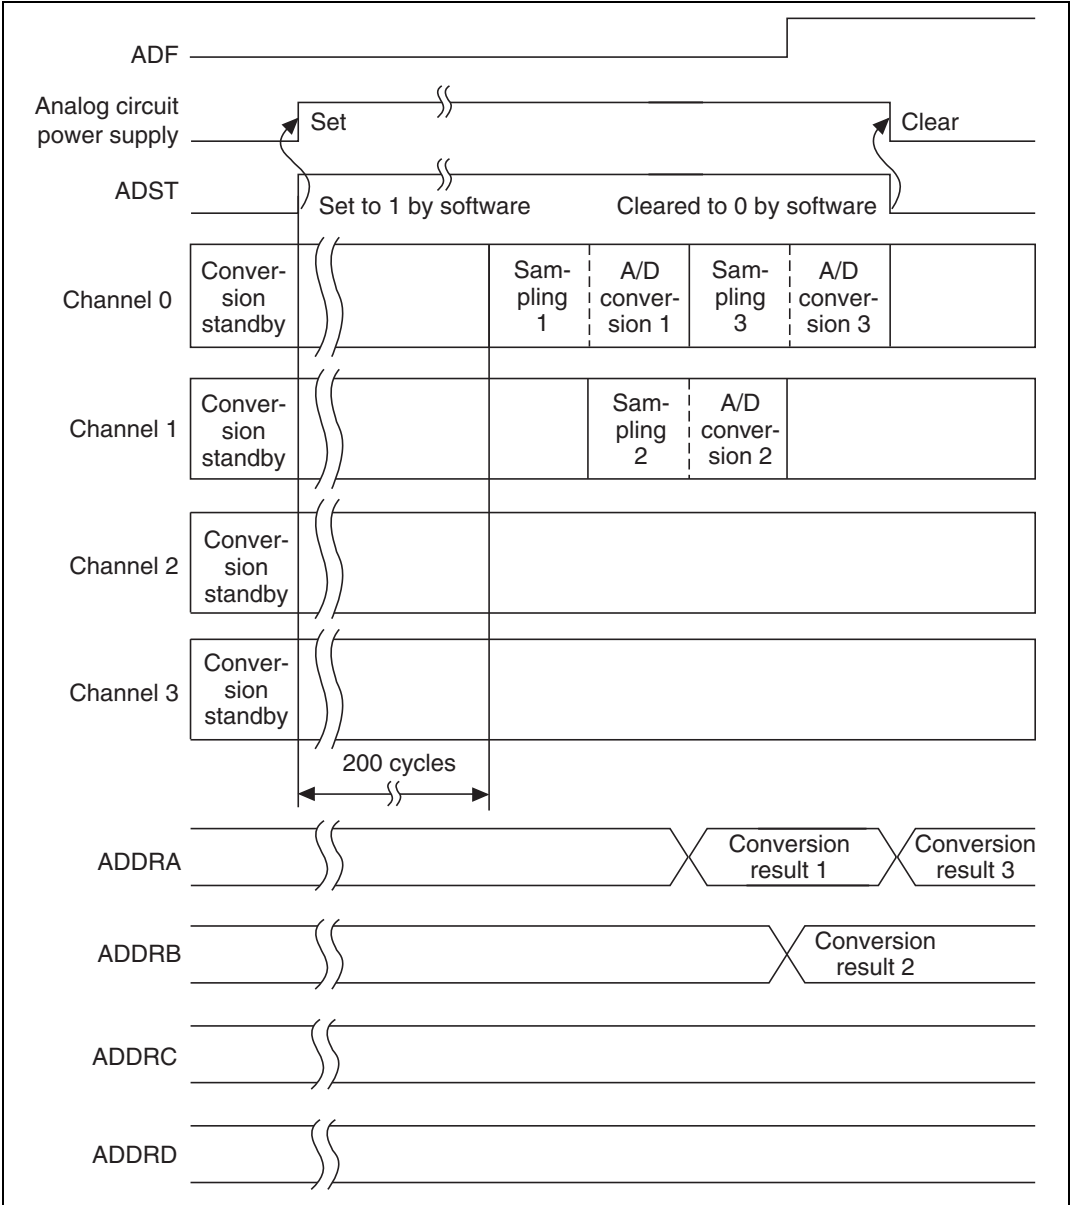 ADF
Analog circuit
power supply
Set
Clear
ADST
Set to 1 by software
Cleared to 0 by software
Channel 0
Conver-
sion
standby
Sam-
pling
1
A/D
conver-
sion 1
Sam-
pling
3
A/D
conver-
sion 3
Channel 1
Conver-
sion
standby
Sam-
pling
2
A/D
conver-
sion 2
Channel 2
Conver-
sion
standby
Channel 3
Conver-
sion
standby
200 cycles
ADDRA
Conversion
result 1
Conversion
result 3
ADDRB
Conversion
result 2
ADDRC
ADDRD